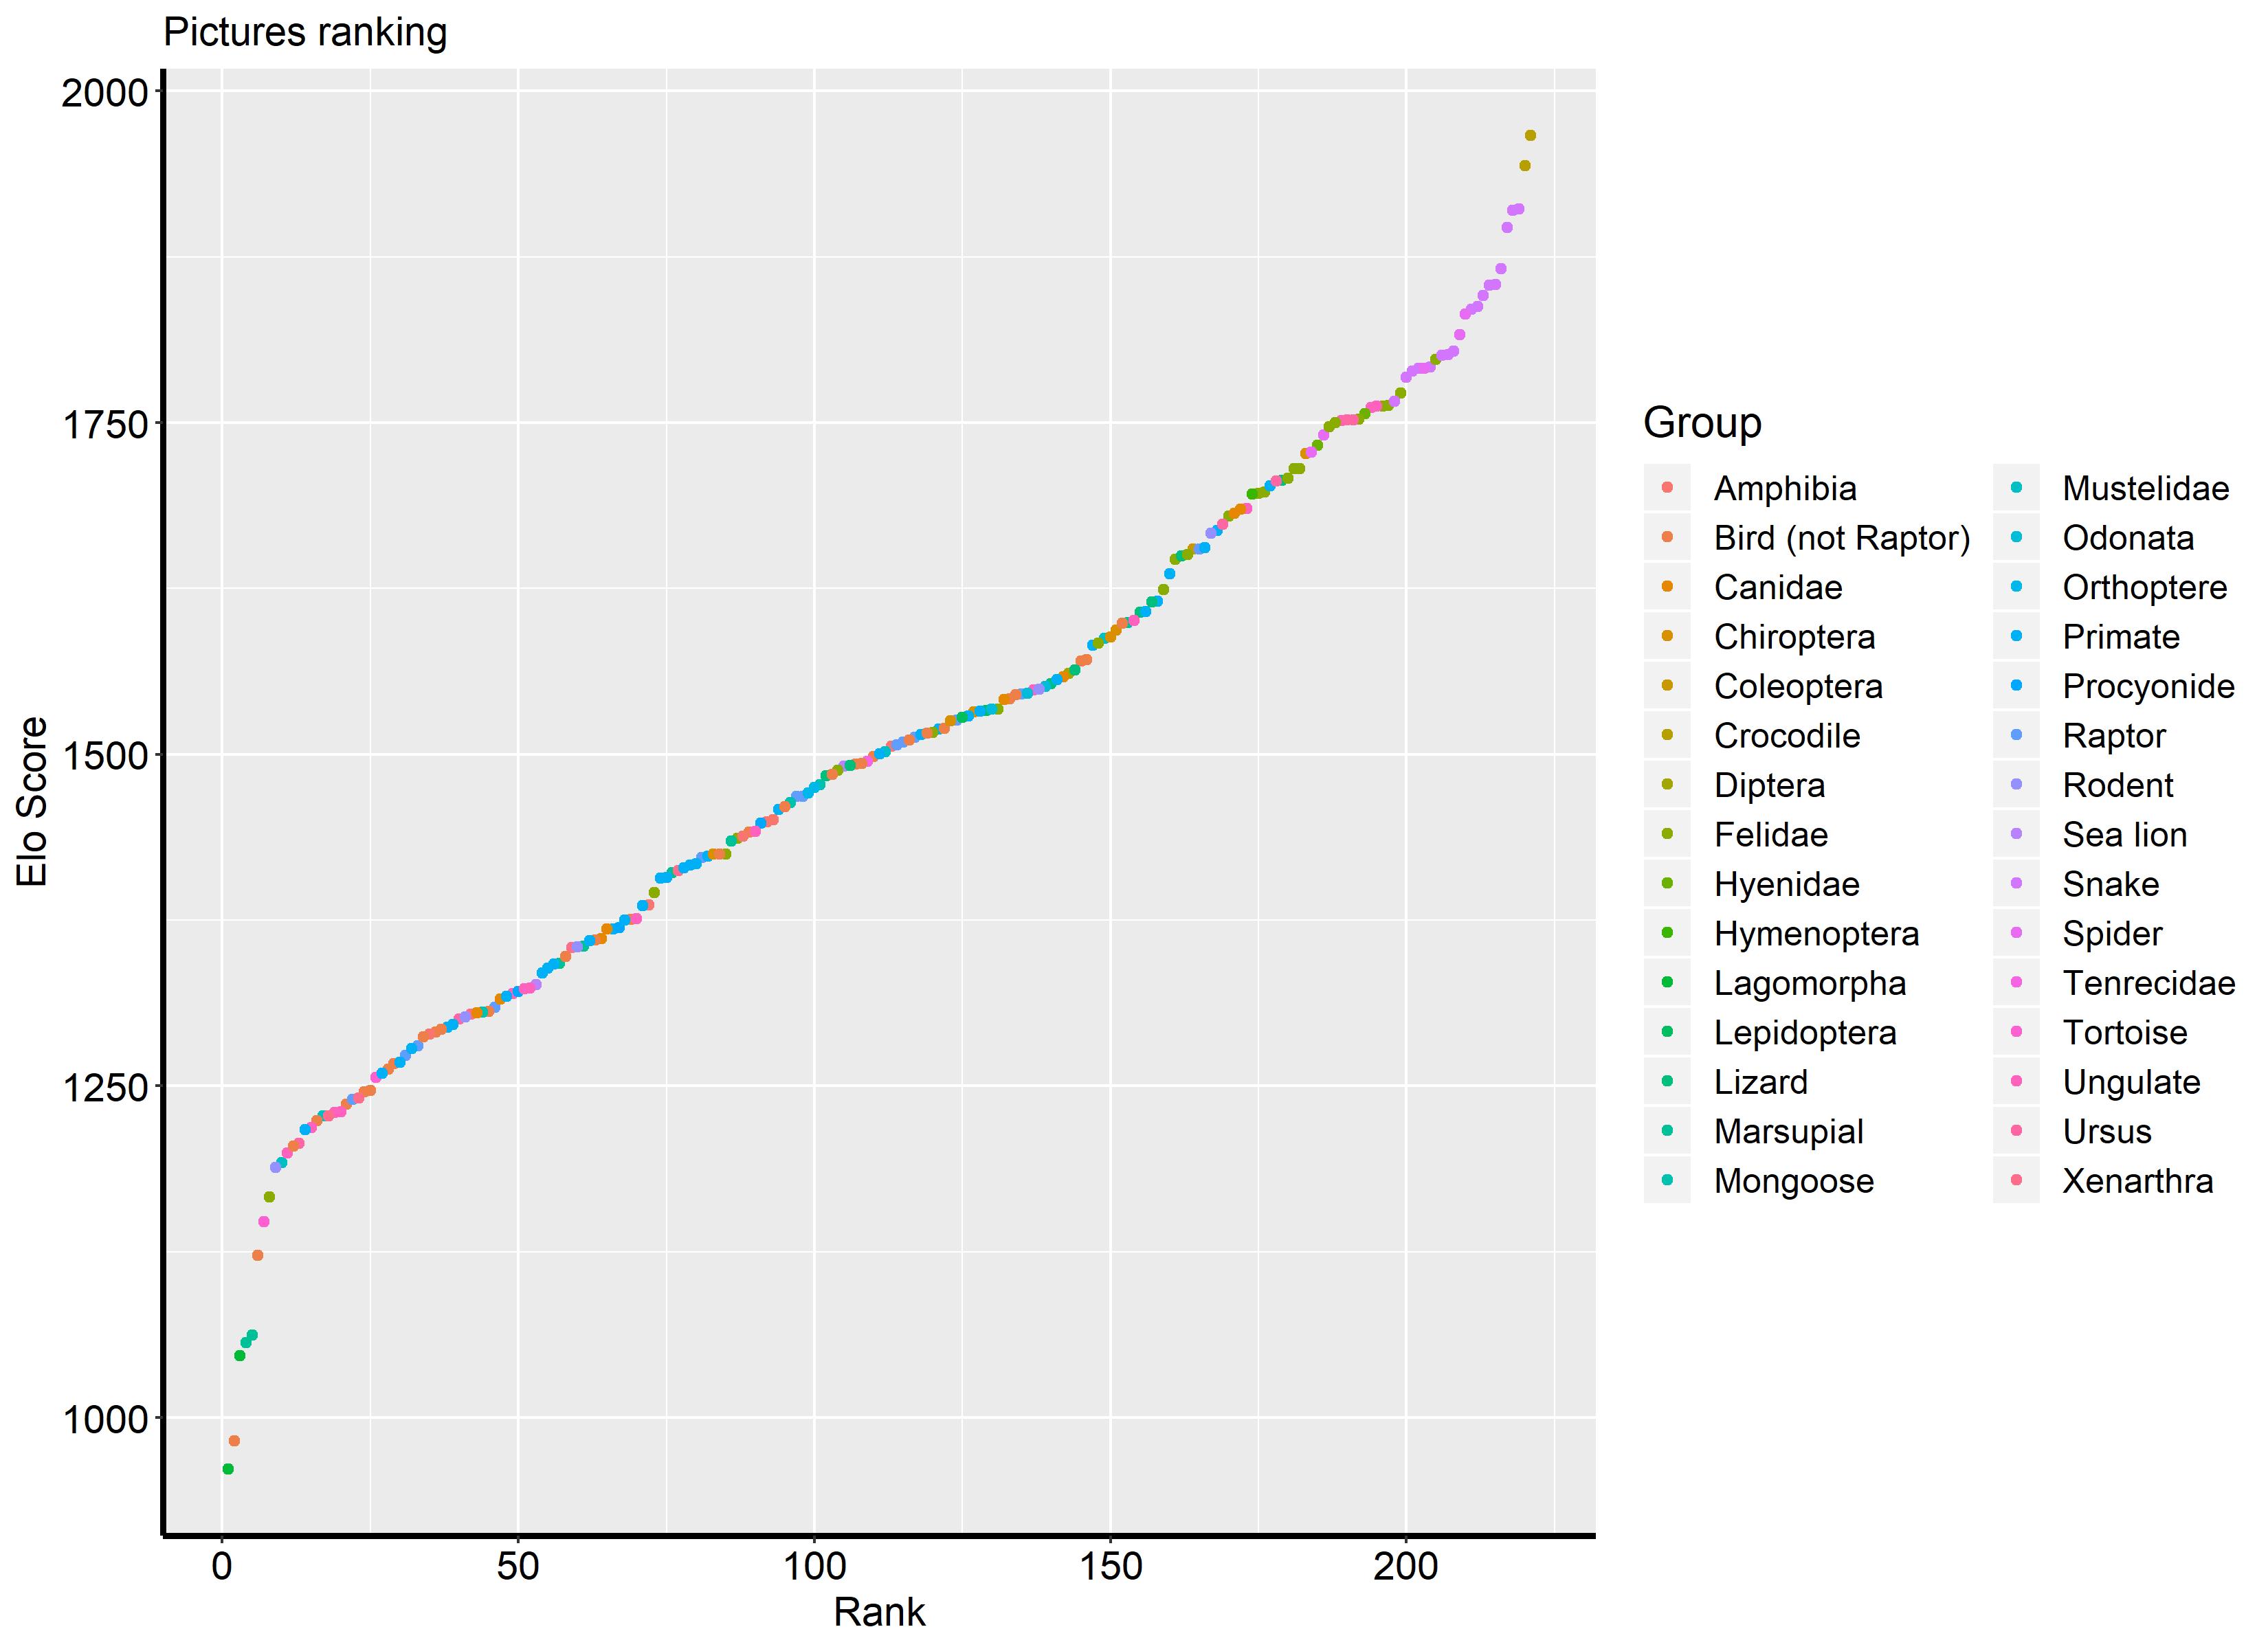 Pictures ranking
2000
1750
1500
1250
1000
Elo Score
0 50 100 150 200
Rank
Group
Amphibia
Bird (not Raptor)
Canidae
Chiroptera
Coleoptera
Crocodile
Diptera
Felidae
Hyenidae
Hymenoptera
Lagomorpha
Lepidoptera
Lizard
Marsupial
Mongoose
Mustelidae
Odonata
Orthoptere
Primate
Procyonide
Raptor
Rodent
Sea lion
Snake
Spider
Tenrecidae
Tortoise
Ungulate
Ursus
Xenarthra